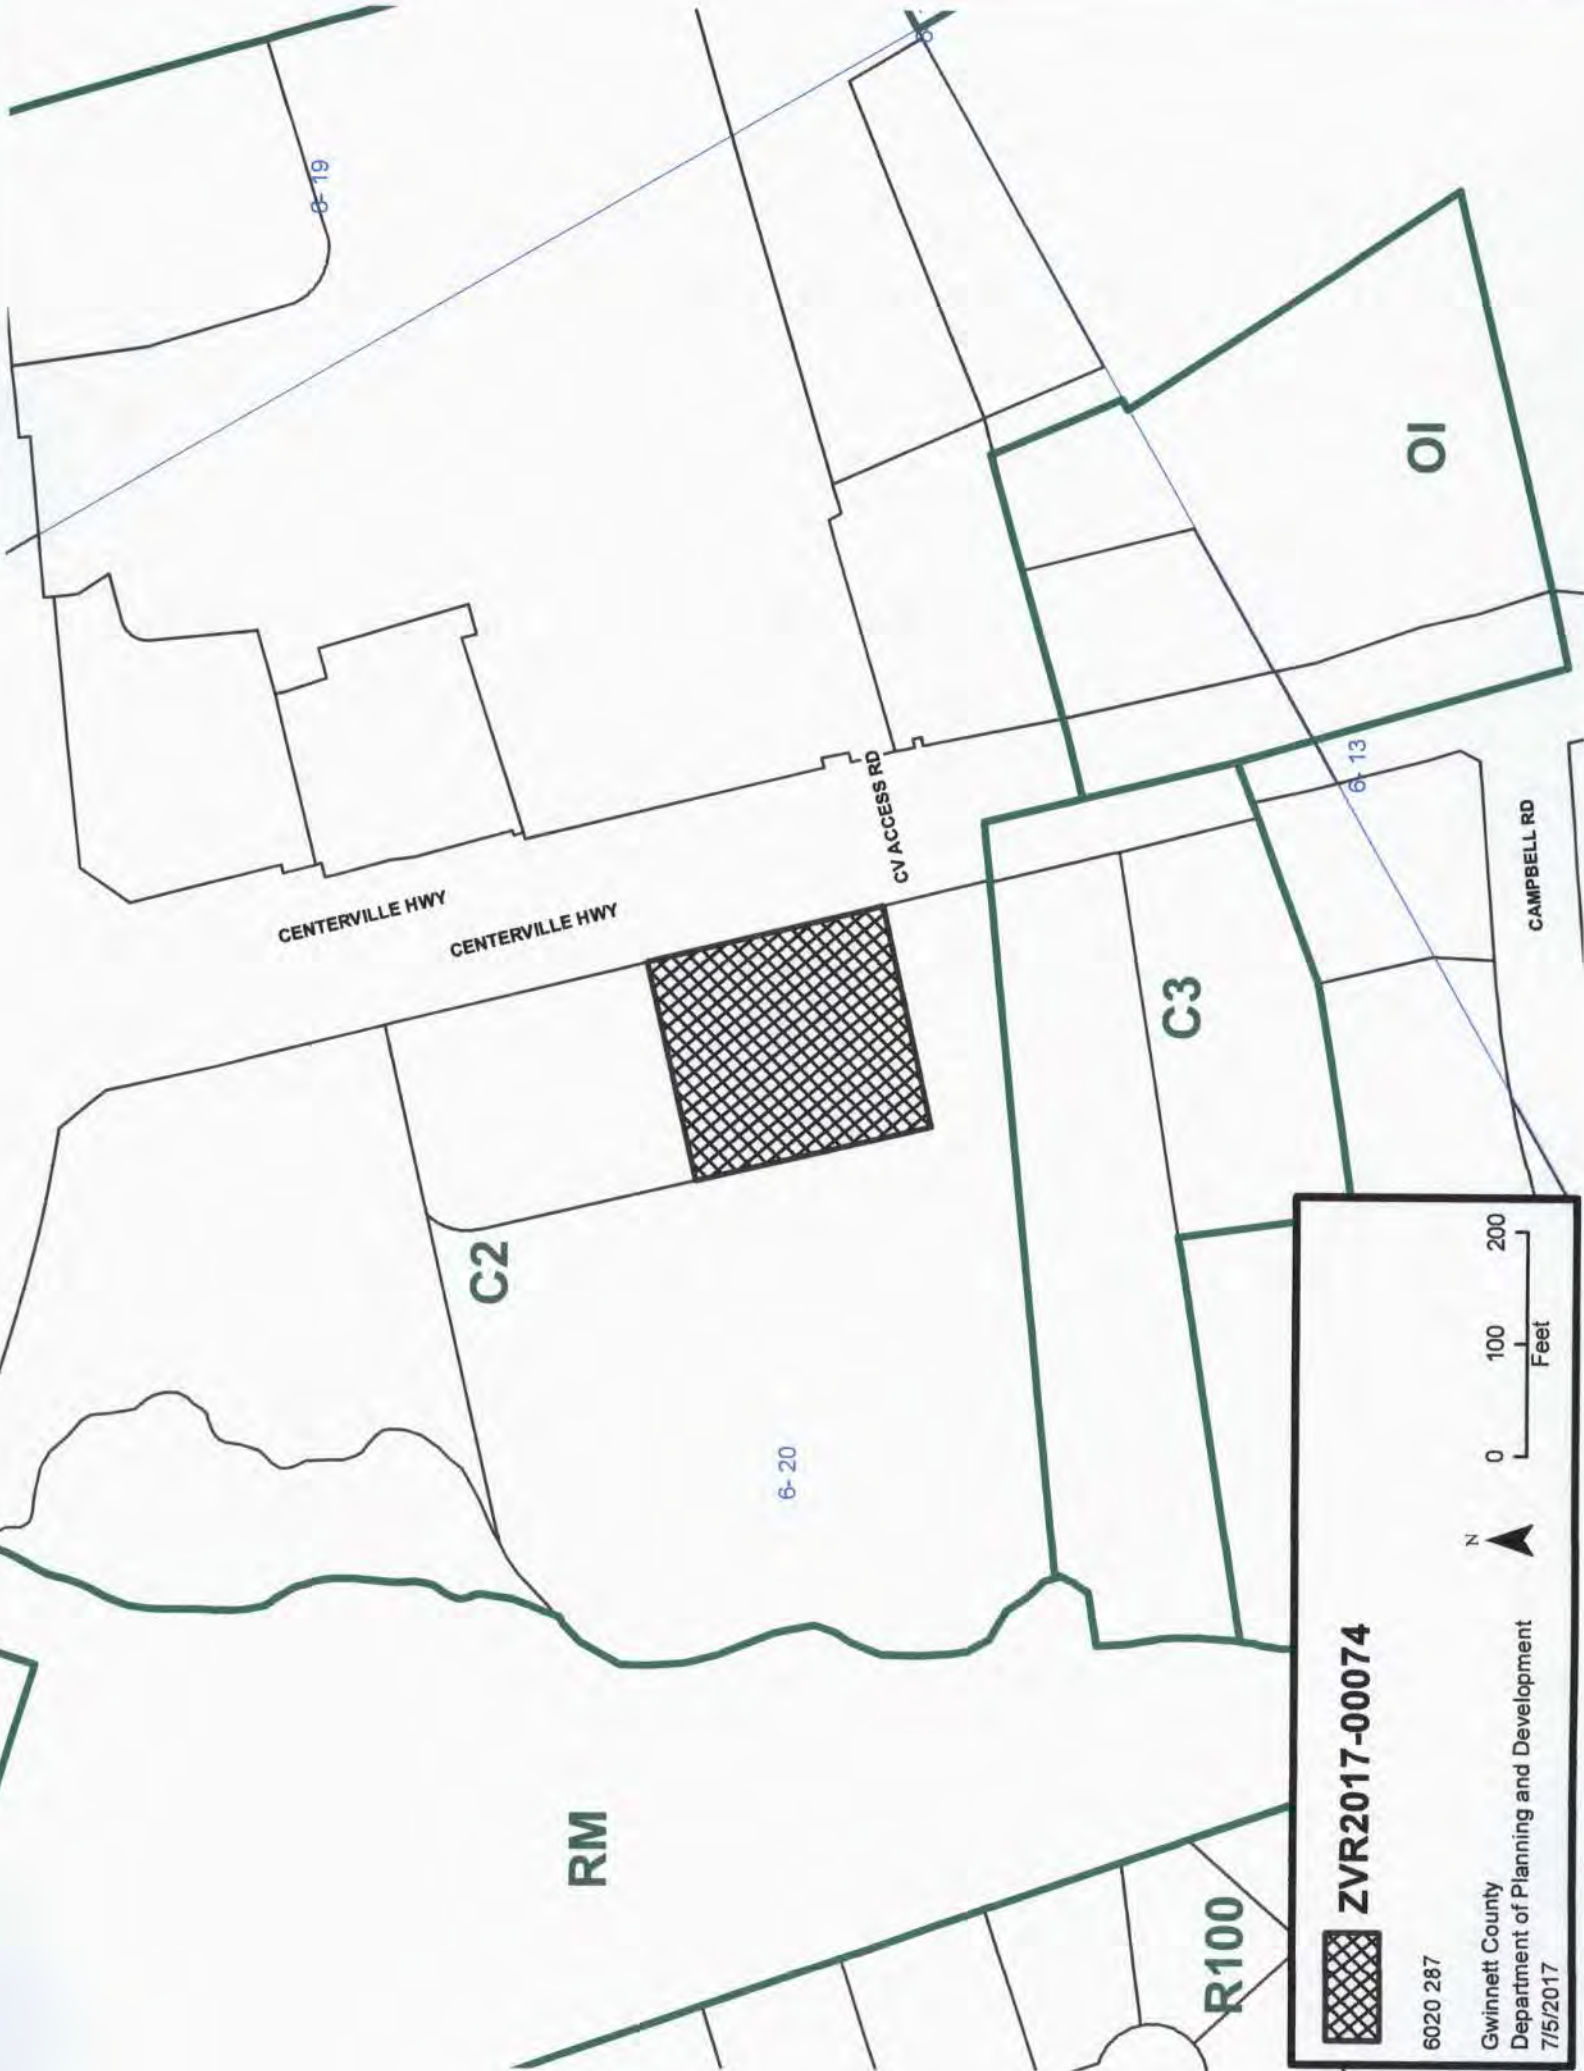 6- 19
CENTERVILLE HWY
CENTERVILLE HWY
CV ACCESS RD
OI
6- 13
CAMPBELL RD
C2
C3
6- 20
RM
R100
ZVR2017-00074
6020 287
Gwinnett County
Department of Planning and Development
7/5/2017
N
0 100 200
Feet